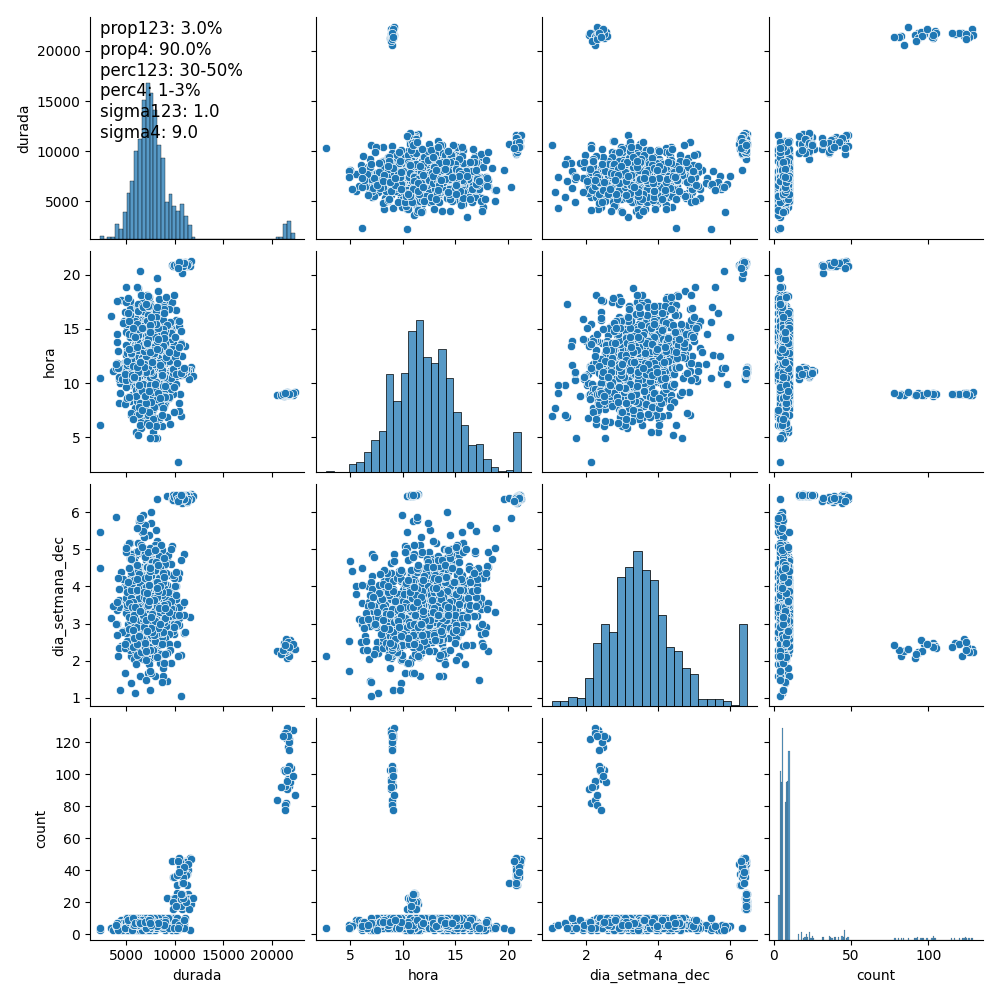 prop123: 3.0%
prop4: 90.0%
perc123: 30-50%
perc4: 1-3%
sigma123: 1.0
sigma4: 9.0
20000
15000
10000
5000
durada
20
15
10
5
hora
6
5
4
3
2
1
dia_setmana_dec
120
100
80
60
40
20
0
count
5000 10000 15000 20000
durada
5 10 15 20
hora
2 4 6
dia_setmana_dec
0 50 100
count